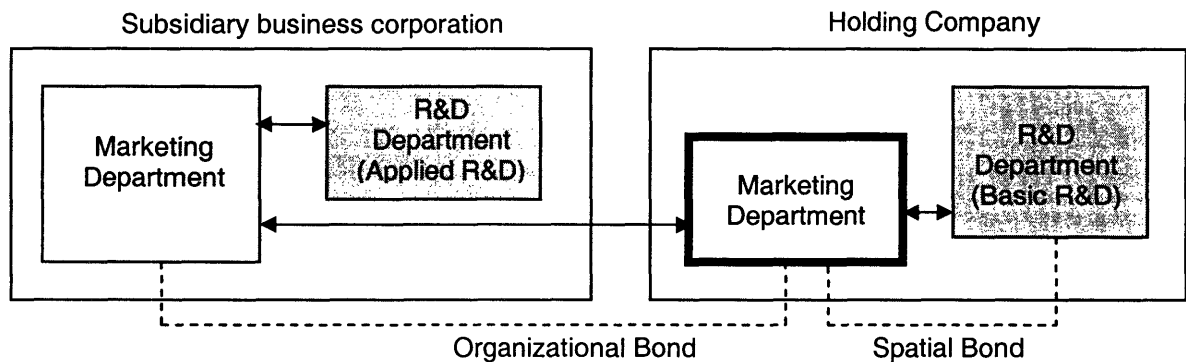 Subsidiary business corporation
Holding Company
Marketing
Department
R&D
Department
(Applied R&D)
Marketing
Department
R&D
Department
(Basic R&D)
Organizational Bond
Spatial Bond